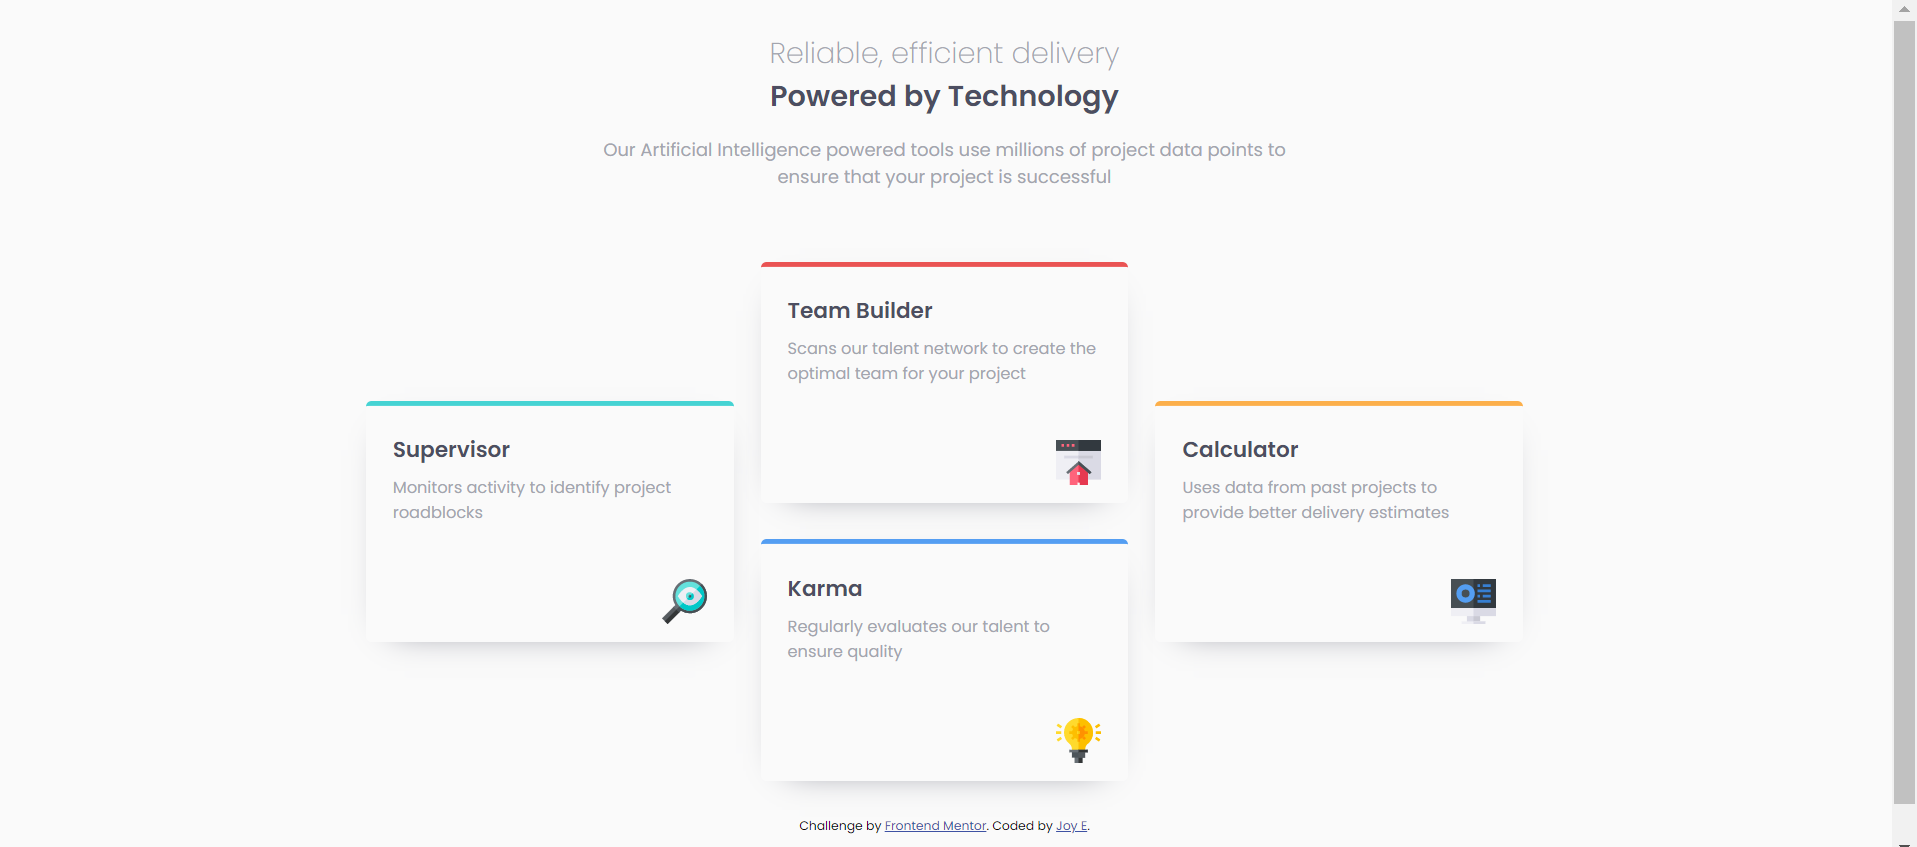 Reliable, efficient delivery
Powered by Technology
Our Artificial Intelligence powered tools use millions of project data points to
ensure that your project is successful
Team Builder
Scans our talent network to create the
optimal team for your project
Supervisor
Monitors activity to identify project
roadblocks
Calculator
Uses data from past projects to
provide better delivery estimates
Karma
Regularly evaluates our talent to
ensure quality
Challenge by Frontend Mentor. Coded by Joy E.